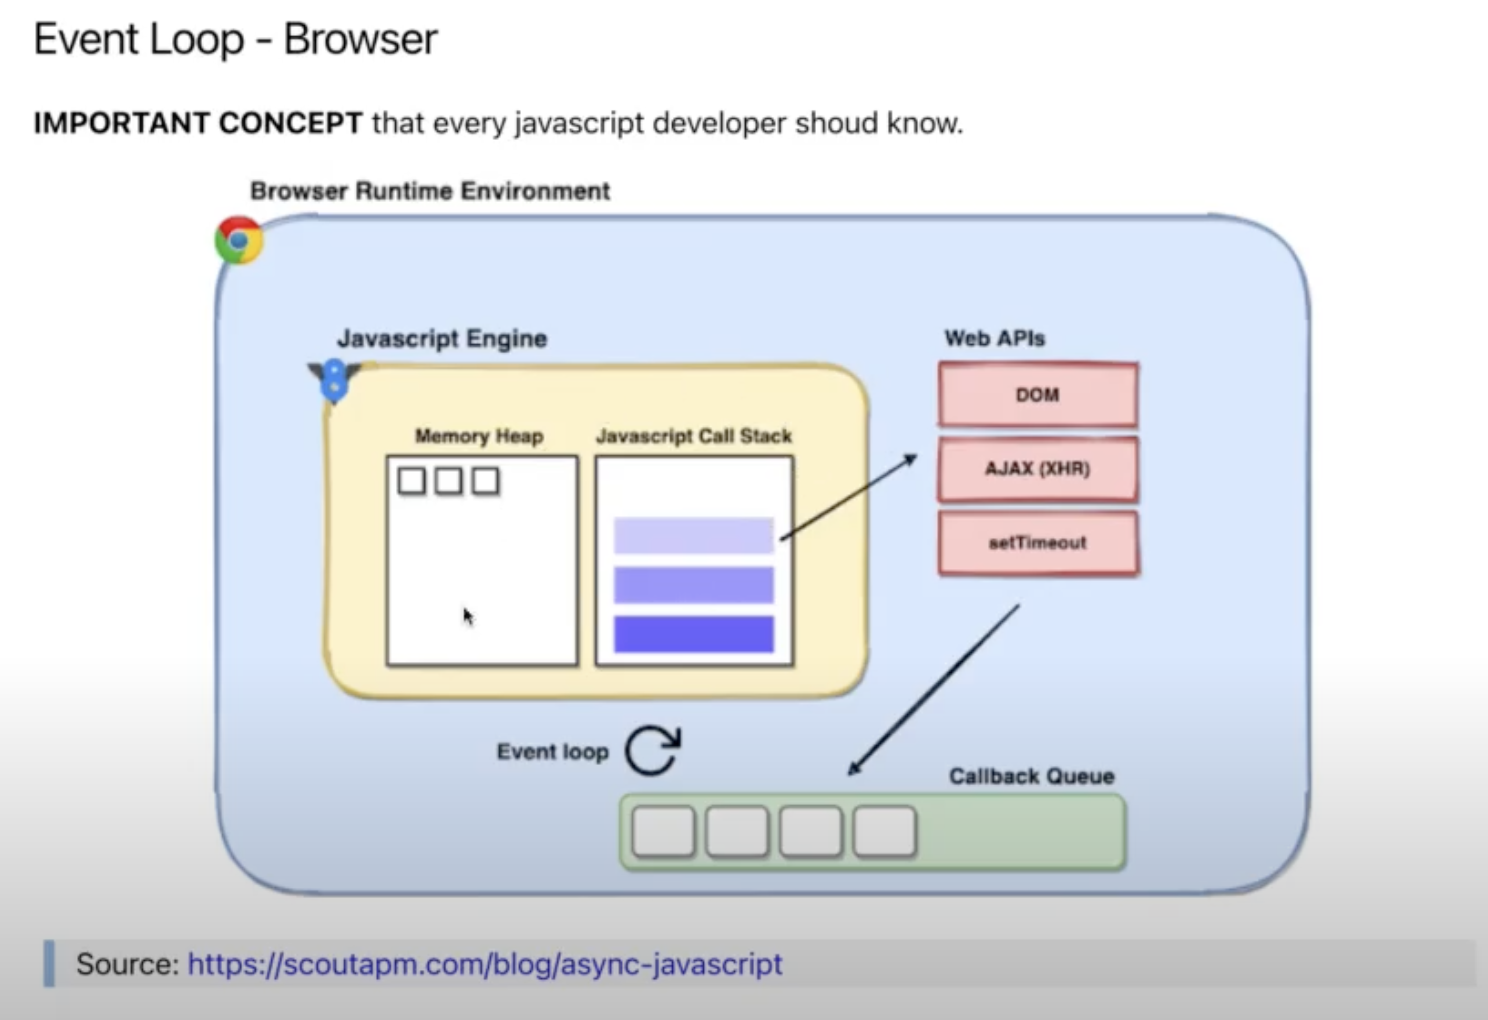 Event Loop - Browser
IMPORTANT CONCEPT that every javascript developer shoud know.
Browser Runtime Environment
Javascript Engine
Web APIs
8
DOM
Memory Heap
Javascript Call Stack
AJAX (XHR)
setTimeout
Event loop
Callback Queue
Source: https://scoutapm.com/blog/async-javascript